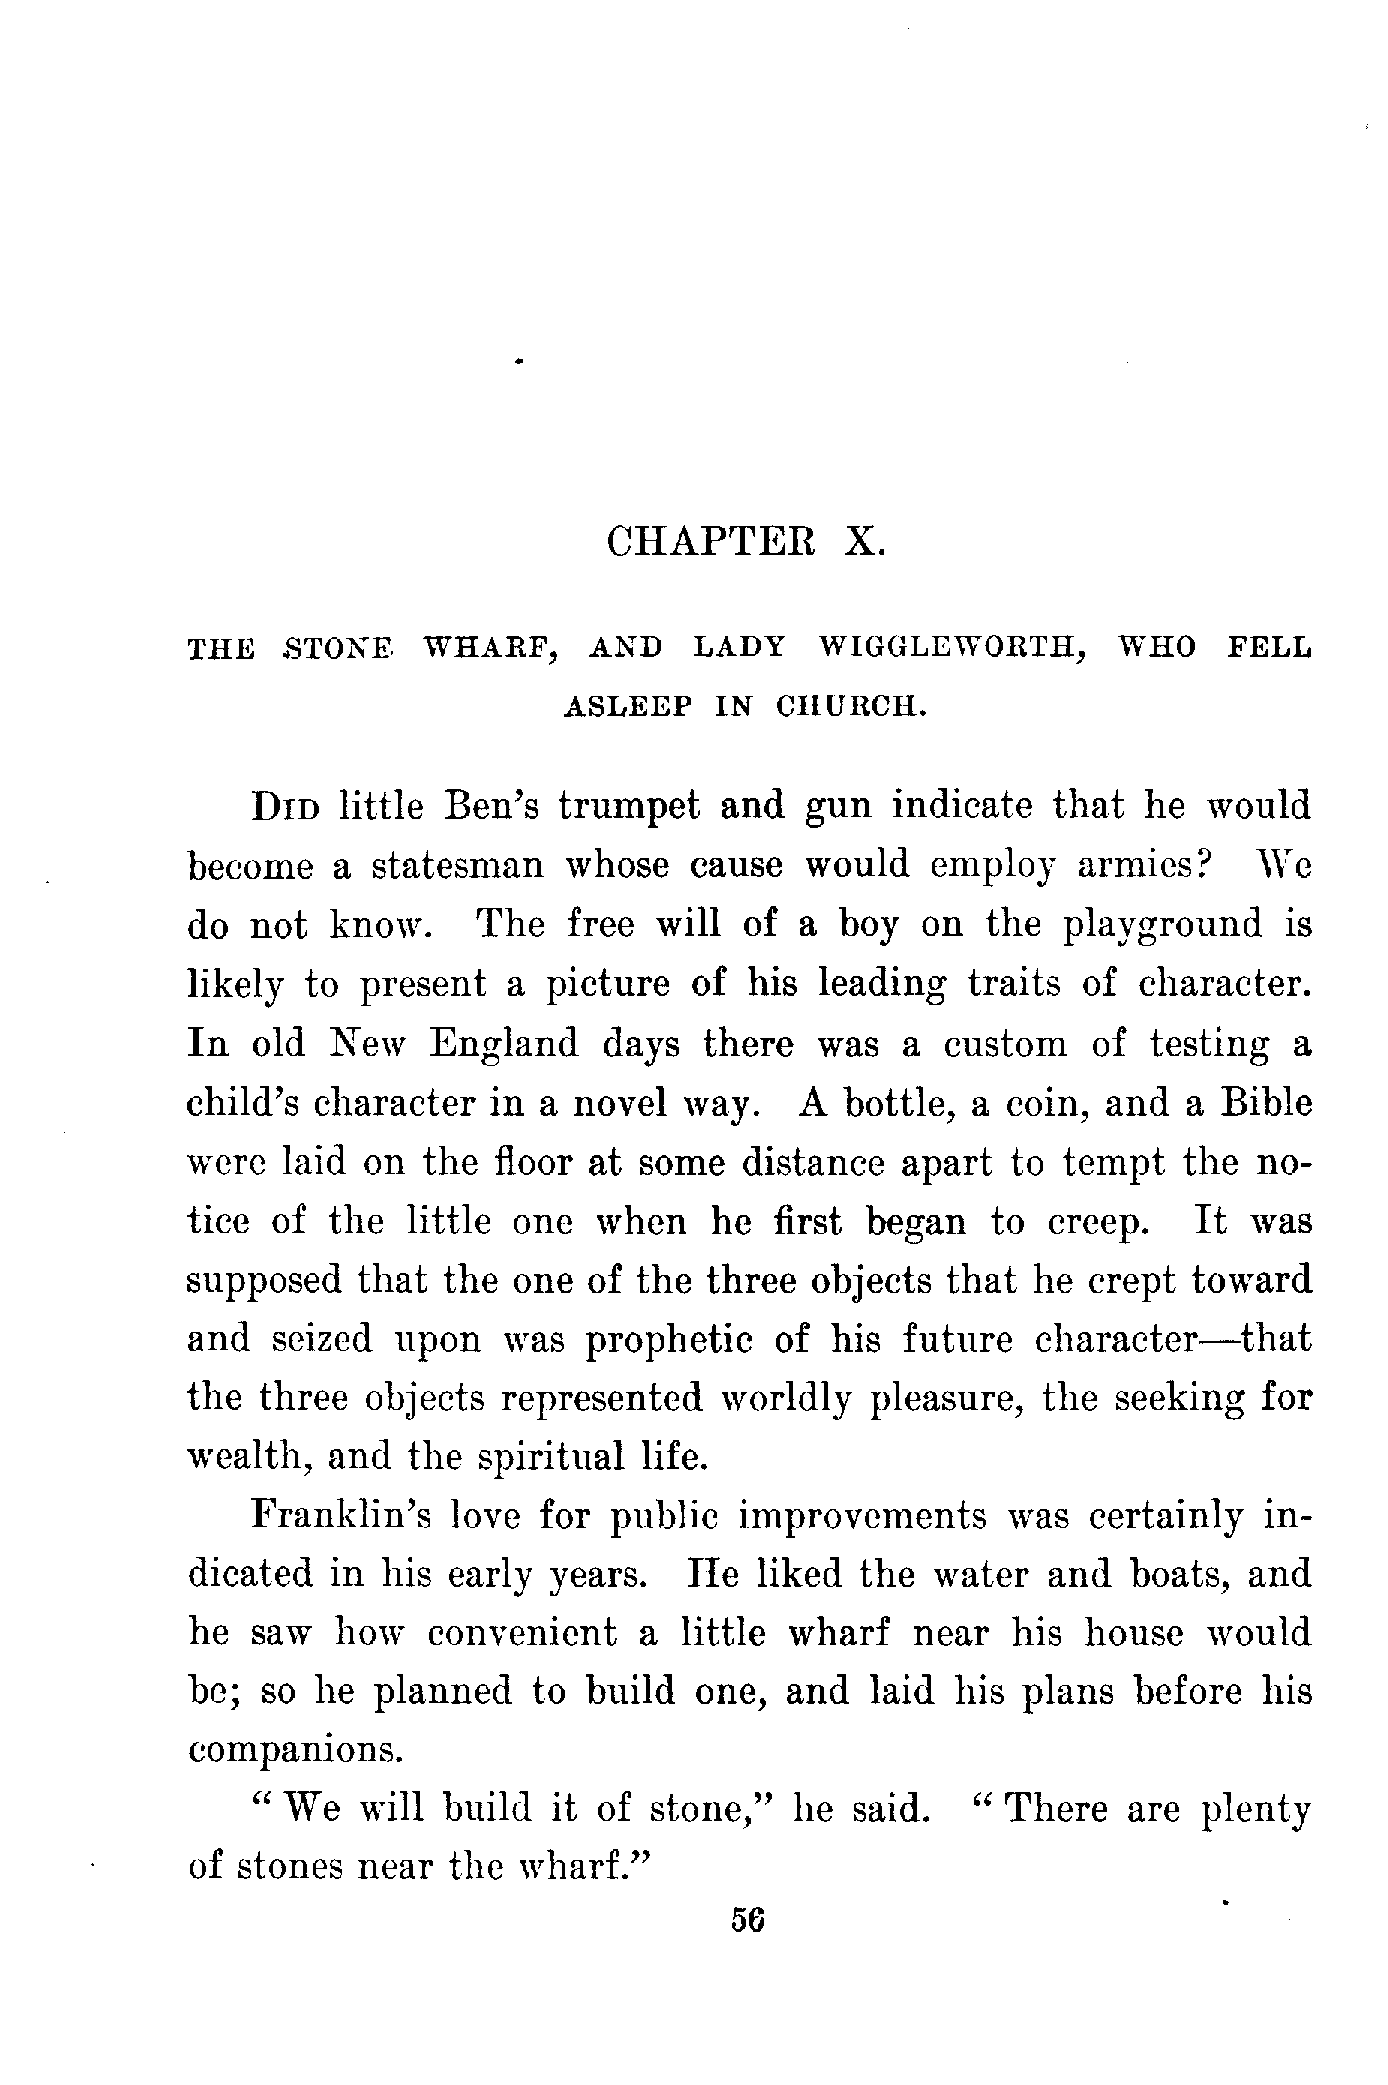 CHAPTER X.
THE STONE WHARF, AND LADY WIGGLEWORTH, WHO FELL
ASLEEP IN CHURCH.
DID little Ben's trumpet and gun indicate that he would
become a statesman whose cause would employ armies? We
do not know. The free will of a boy on the playground is
likely to present a picture of his leading traits of character.
In old New England days there was a custom of testing a
child's character in a novel way. A bottle, a coin, and a Bible
were laid on the floor at some distance apart to tempt the no-
tice of the little one when he first began to creep. It was
supposed that the one of the three objects that he crept toward
and seized upon was prophetic of his future character—that
the three objects represented worldly pleasure, the seeking for
wealth, and the spiritual life.
Franklin's love for public improvements was certainly in-
dicated in his early years. He liked the water and boats, and
he saw how convenient a little wharf near his house would
be; so he planned to build one, and laid his plans before his
companions.
"We will build it of stone," he said. "There are plenty
of stones near the wharf."
56